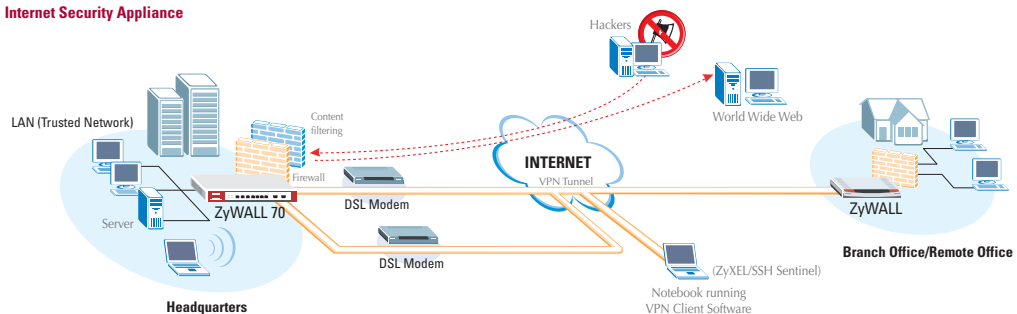 Internet Security Appliance
Hackers
World Wide Web
LAN (Trusted Network)
Content
filtering
Firewall
INTERNET
VPN Tunnel
DSL Modem
ZyWALL 70
ZyWALL
Server
DSL Modem
Branch Office/Remote Office
(ZyXEL/SSH Sentinel)
Notebook running
VPN Client Software
Headquarters